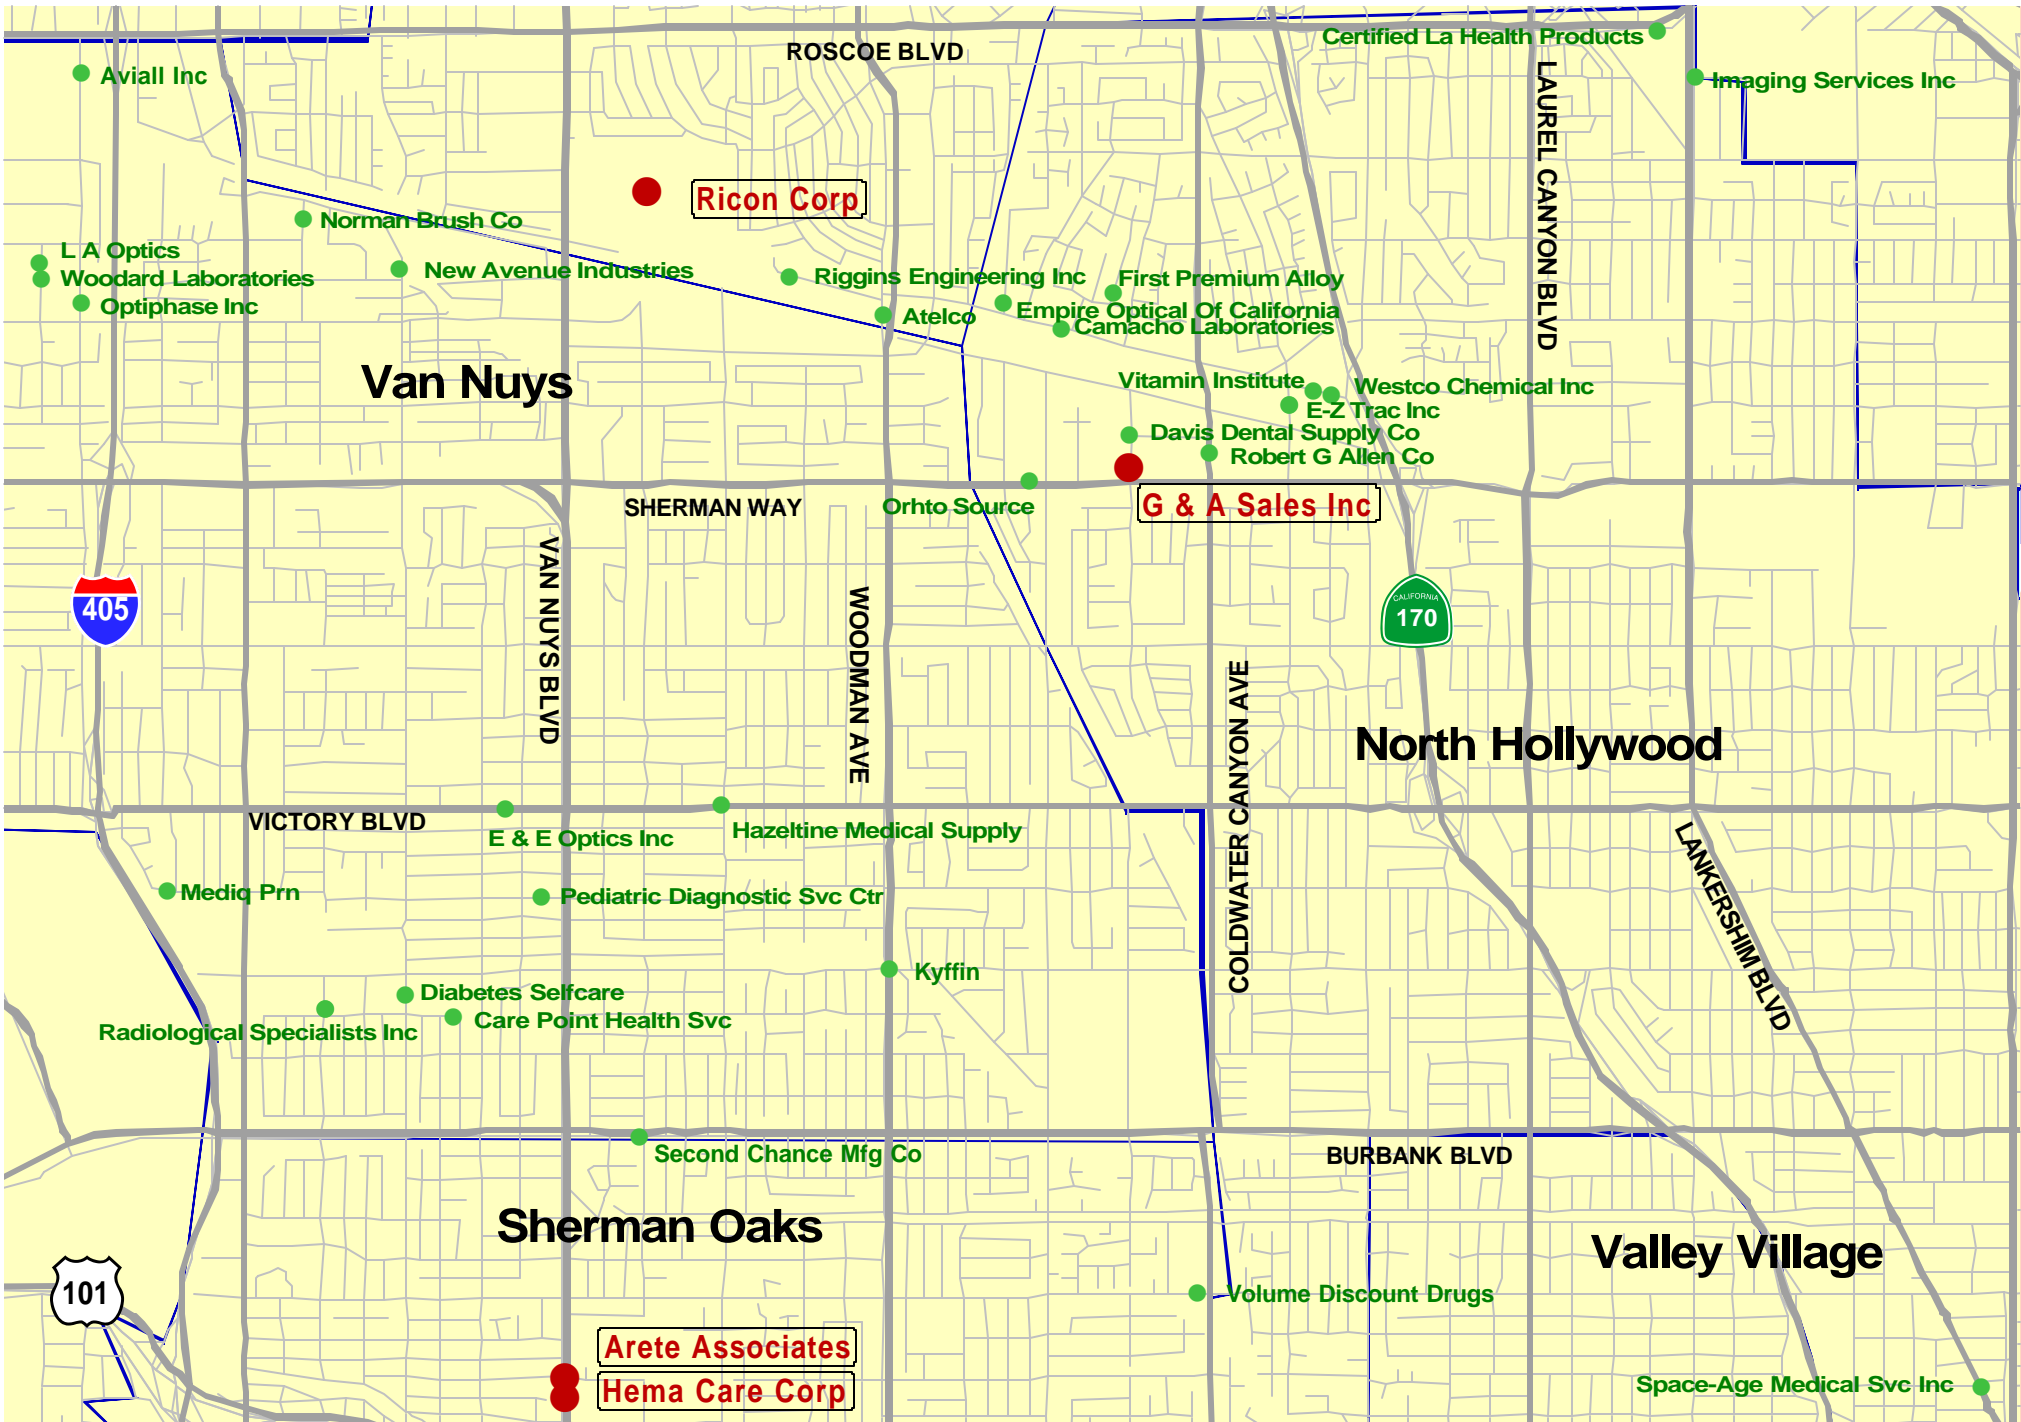 ROSCOE BLVD
Certified La Health Products
Aviall Inc
Imaging Services Inc
LAUREL CANYON BLVD
Ricon Corp
Norman Brush Co
L A Optics
Woodard Laboratories
New Avenue Industries
Riggins Engineering Inc
First Premium Alloy
Optiphase Inc
Empire Optical Of California
Atelco
Camacho Laboratories
Van Nuys
Vitamin Institute
Westco Chemical Inc
E-Z Trac Inc
Davis Dental Supply Co
Robert G Allen Co
SHERMAN WAY
Orhto Source
G & A Sales Inc
VAN NUYS BLVD
WOODMAN AVE
405
CALIFORNIA
170
COLDWATER CANYON AVE
North Hollywood
VICTORY BLVD
E & E Optics Inc
Hazeltine Medical Supply
LANKERSHIM BLVD
Mediq Prn
Pediatric Diagnostic Svc Ctr
Kyffin
Diabetes Selfcare
Care Point Health Svc
Radiological Specialists Inc
Second Chance Mfg Co
BURBANK BLVD
Sherman Oaks
Valley Village
101
Volume Discount Drugs
Arete Associates
Hema Care Corp
Space-Age Medical Svc Inc